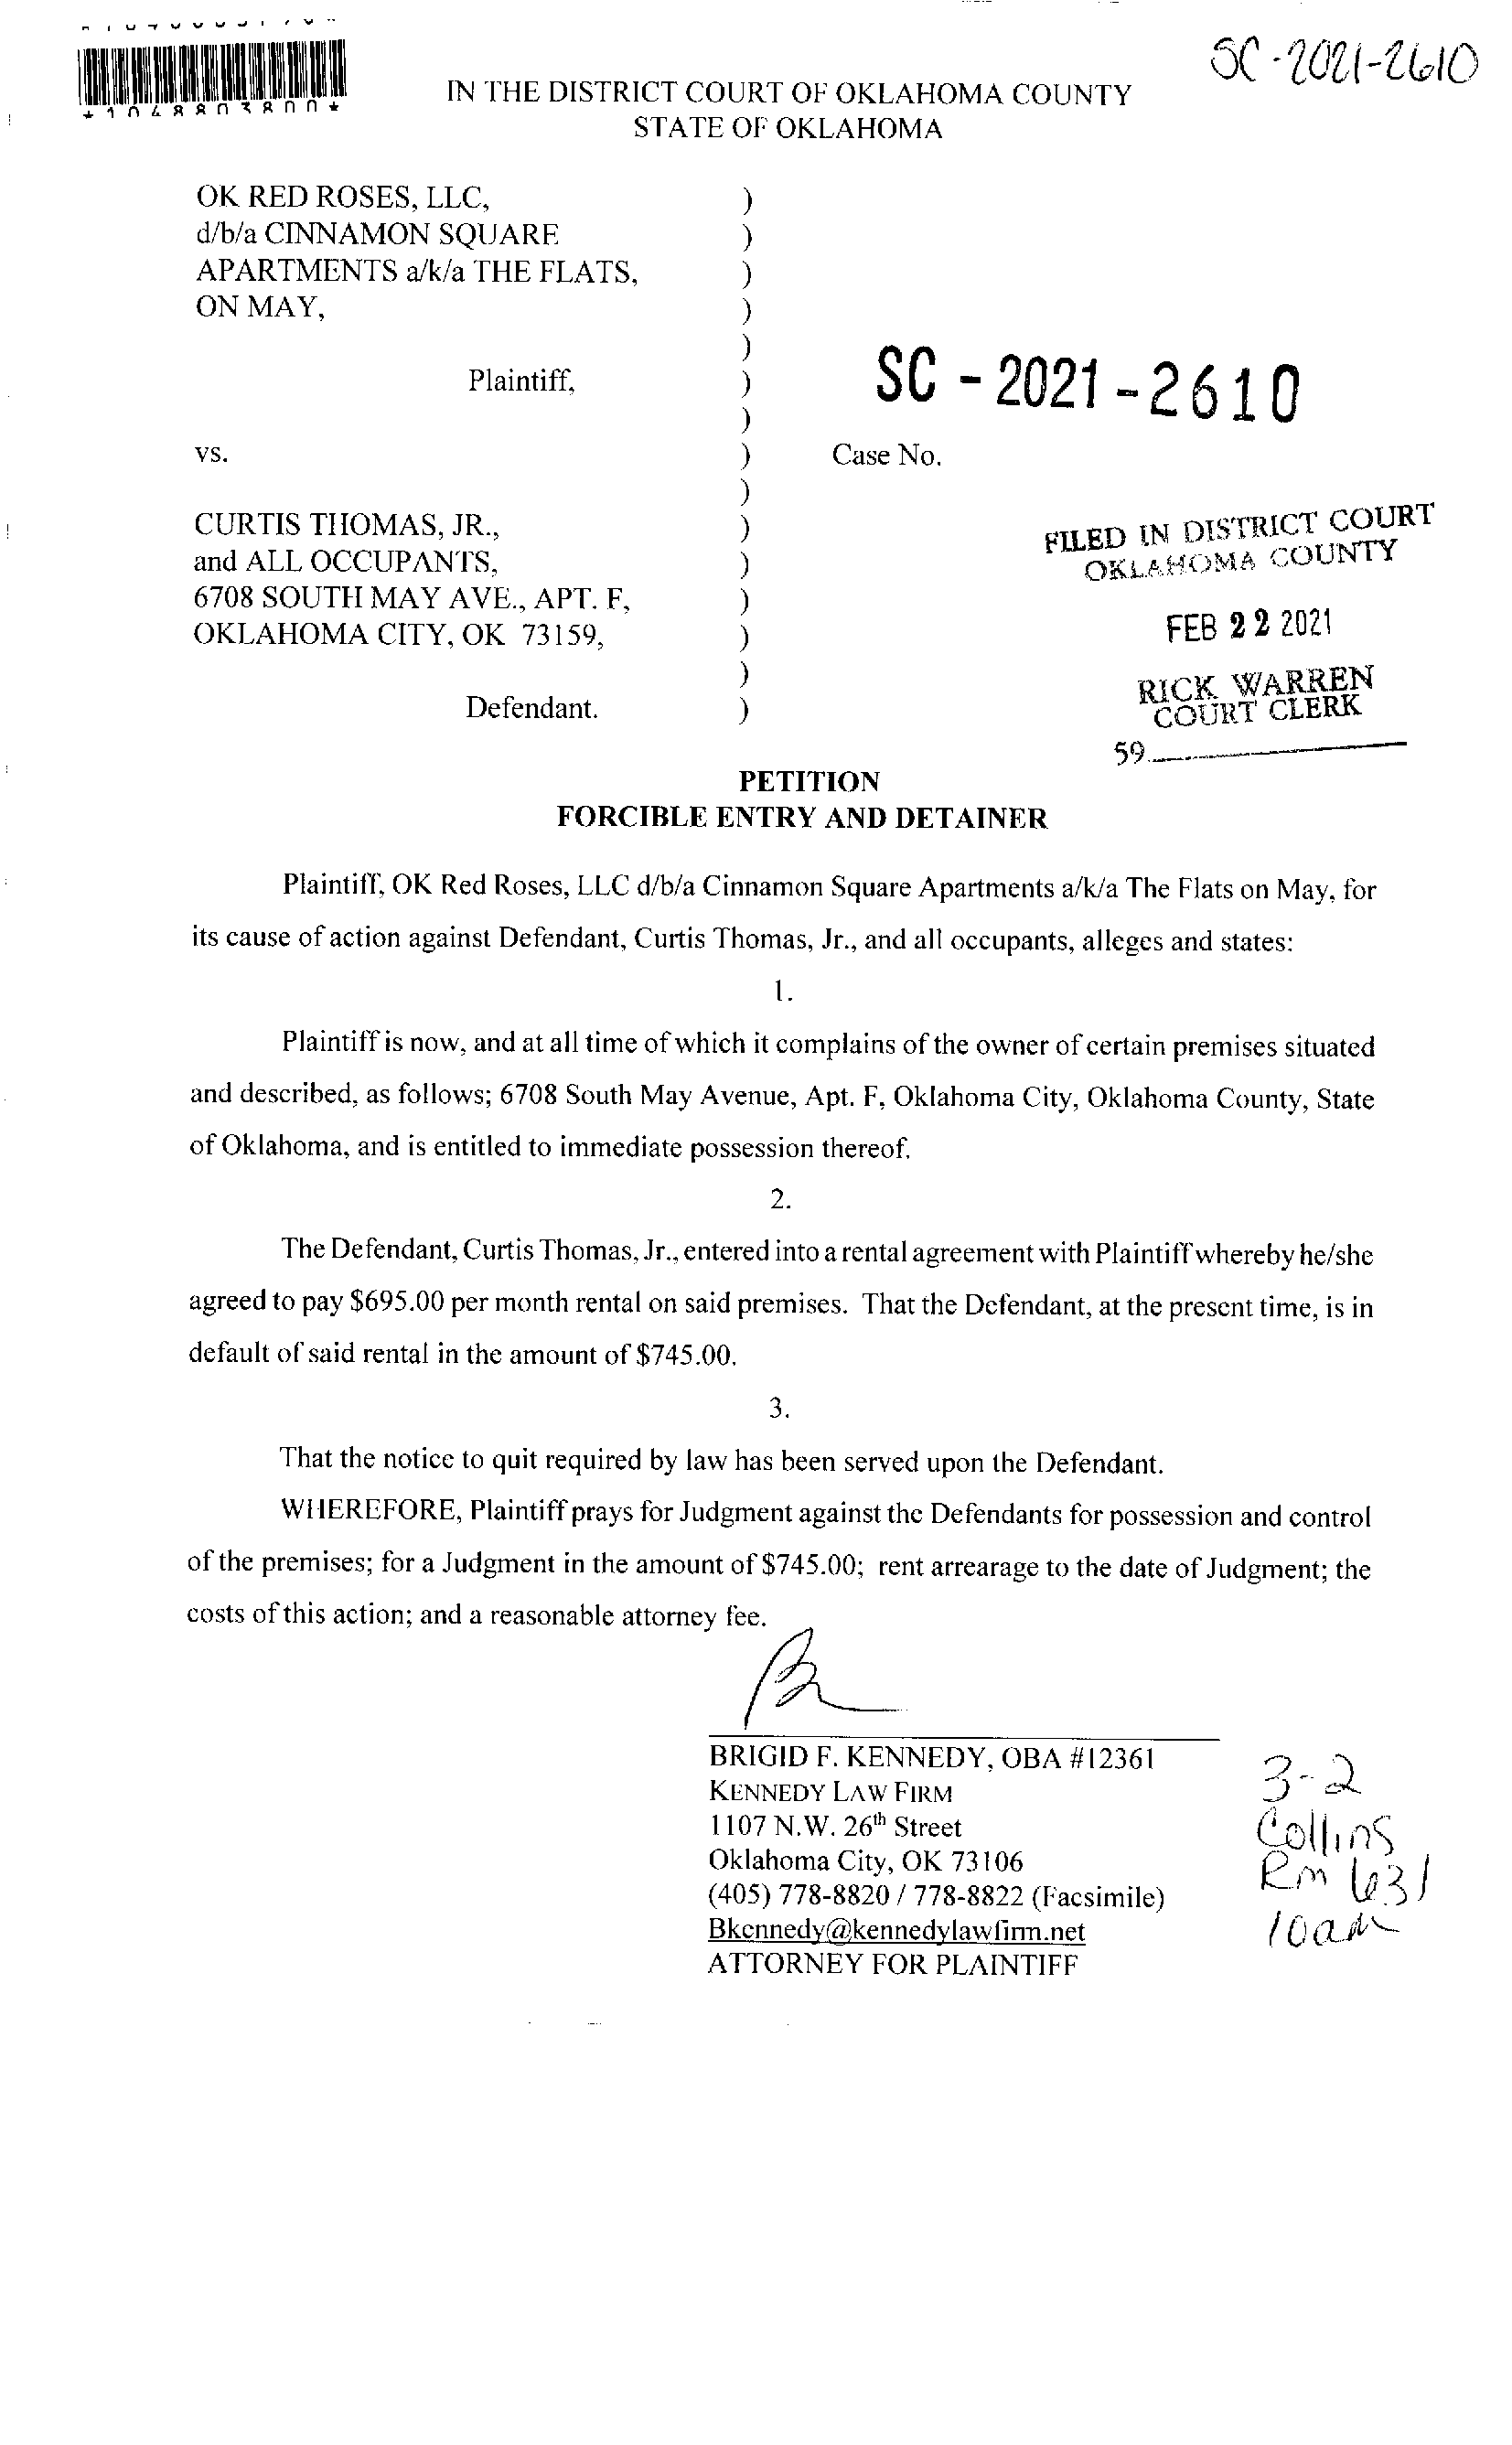 SC-2021-2610
*1048803800*
IN THE DISTRICT COURT OF OKLAHOMA COUNTY
STATE OF OKLAHOMA
OK RED ROSES, LLC, )
d/b/a CINNAMON SQUARE )
APARTMENTS a/k/a THE FLATS, )
ON MAY, )
)
Plaintiff, ) SC - 2021 - 2610
)
vs. ) Case No.
)
CURTIS THOMAS, JR., )
and ALL OCCUPANTS, )
6708 SOUTH MAY AVE., APT. F, )
OKLAHOMA CITY, OK 73159, )
)
Defendant. )
FILED IN DISTRICT COURT
OKLAHOMA COUNTY
FEB 22 2021
RICK WARREN
COURT CLERK
59
PETITION
FORCIBLE ENTRY AND DETAINER
Plaintiff, OK Red Roses, LLC d/b/a Cinnamon Square Apartments a/k/a The Flats on May, for
its cause of action against Defendant, Curtis Thomas, Jr., and all occupants, alleges and states:
1.
Plaintiff is now, and at all time of which it complains of the owner of certain premises situated
and described, as follows; 6708 South May Avenue, Apt. F, Oklahoma City, Oklahoma County, State
of Oklahoma, and is entitled to immediate possession thereof.
2.
The Defendant, Curtis Thomas, Jr., entered into a rental agreement with Plaintiff whereby he/she
agreed to pay $695.00 per month rental on said premises. That the Defendant, at the present time, is in
default of said rental in the amount of $745.00.
3.
That the notice to quit required by law has been served upon the Defendant.
WHEREFORE, Plaintiff prays for Judgment against the Defendants for possession and control
of the premises; for a Judgment in the amount of $745.00; rent arrearage to the date of Judgment; the
costs of this action; and a reasonable attorney fee.
BRIGID F. KENNEDY, OBA #12361
KENNEDY LAW FIRM
1107 N.W. 26th Street
Oklahoma City, OK 73106
(405) 778-8820 / 778-8822 (Facsimile)
Bkennedy@kennedylawfirm.net
ATTORNEY FOR PLAINTIFF
3-2
Collins
Rm 631
10am